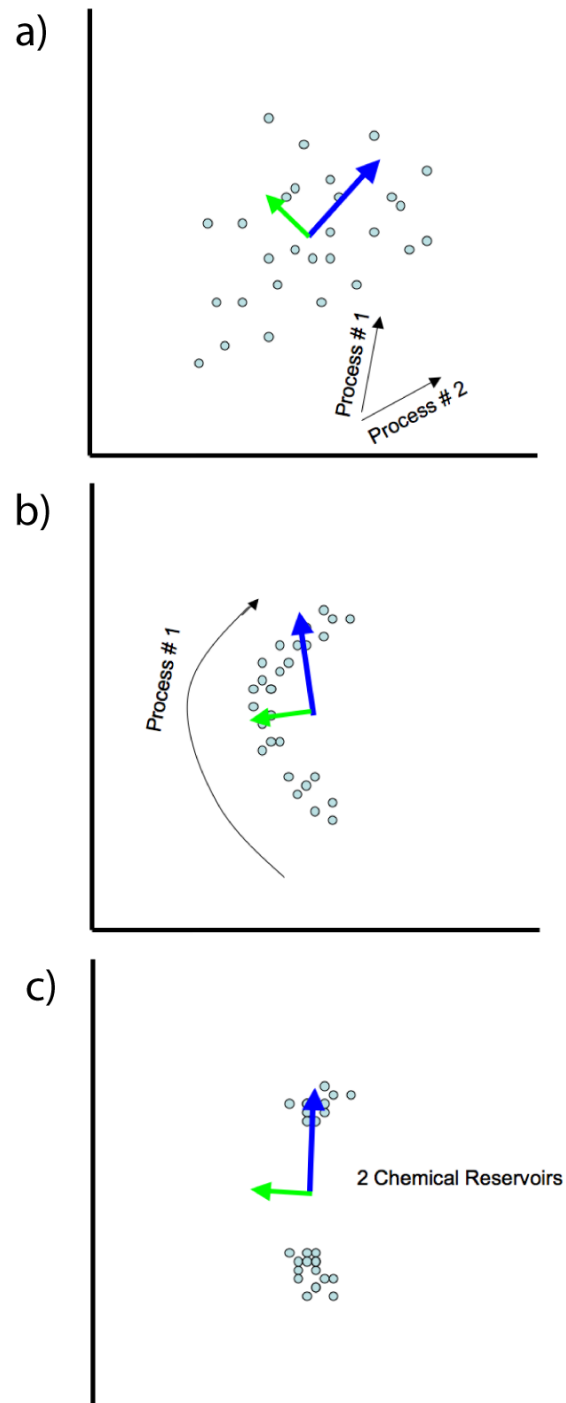 a)
Process # 1
Process # 2
b)
Process # 1
c)
2 Chemical Reservoirs